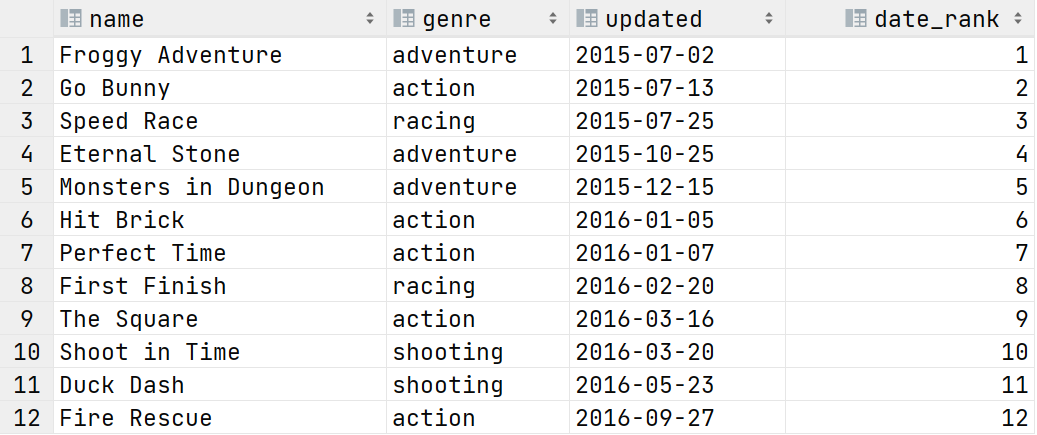 name genre updated date_rank
1 Froggy Adventure adventure 2015-07-02 1
2 Go Bunny action 2015-07-13 2
3 Speed Race racing 2015-07-25 3
4 Eternal Stone adventure 2015-10-25 4
5 Monsters in Dungeon adventure 2015-12-15 5
6 Hit Brick action 2016-01-05 6
7 Perfect Time action 2016-01-07 7
8 First Finish racing 2016-02-20 8
9 The Square action 2016-03-16 9
10 Shoot in Time shooting 2016-03-20 10
11 Duck Dash shooting 2016-05-23 11
12 Fire Rescue action 2016-09-27 12